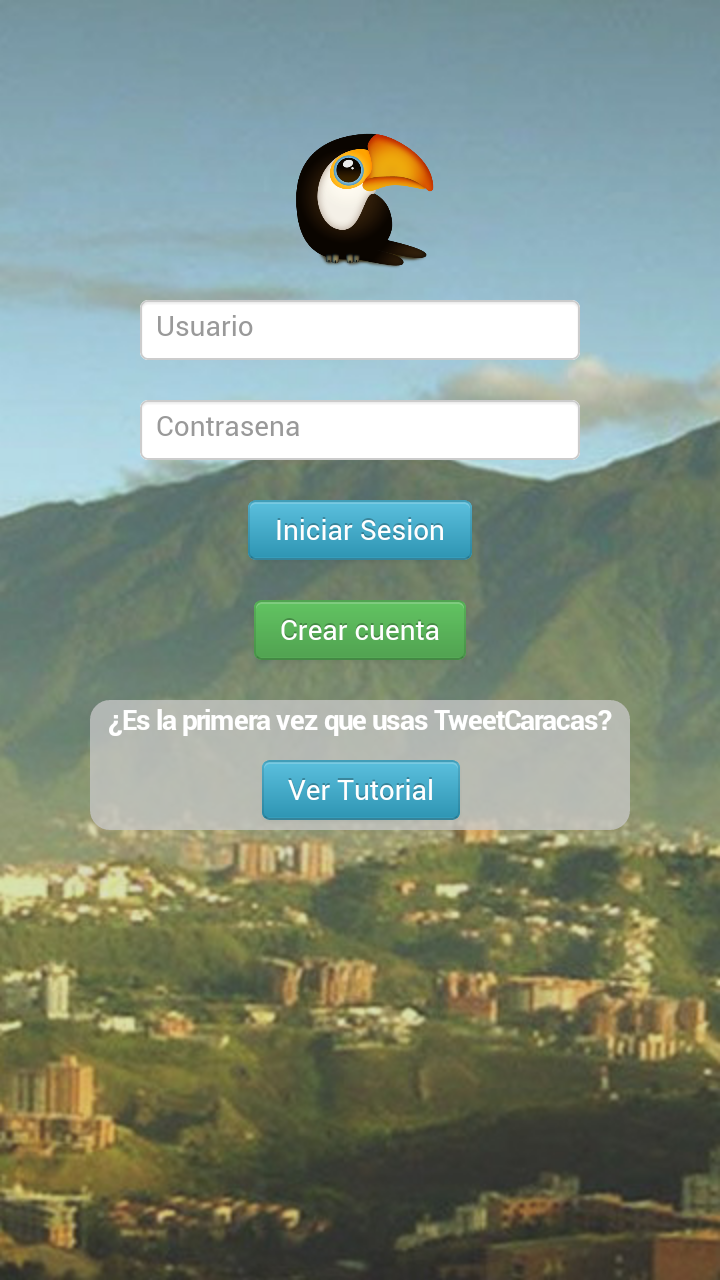 Usuario
Contrasena
Iniciar Sesion
Crear cuenta
¿Es la primera vez que usas TweetCaracas?
Ver Tutorial